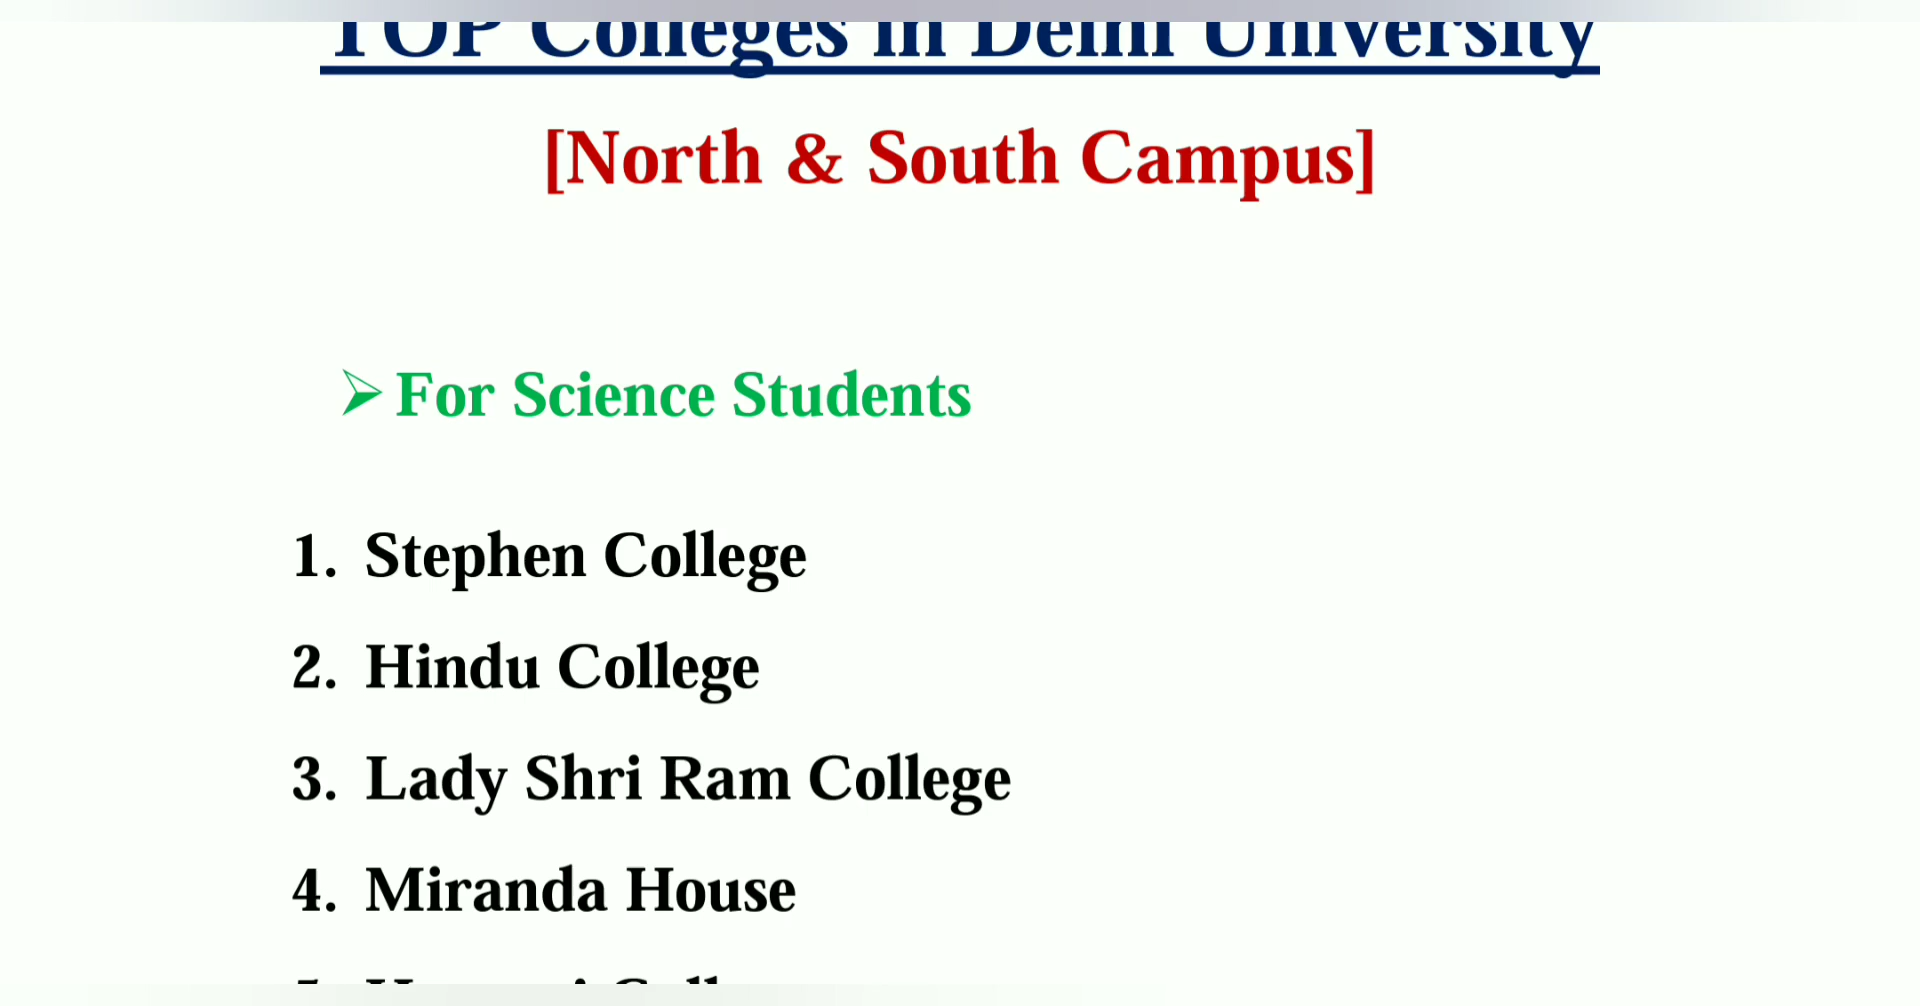 TOP Colleges in Delhi University
[North & South Campus]
➢ For Science Students
1. Stephen College
2. Hindu College
3. Lady Shri Ram College
4. Miranda House